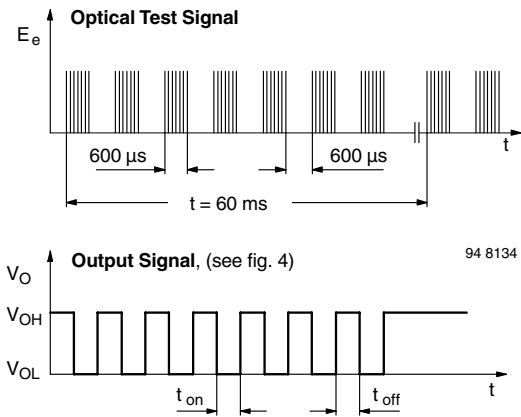 Optical Test Signal
E e
t
600 µs
600 µs
t = 60 ms
Output Signal, (see fig. 4)
94 8134
V O
V OH
V OL
t on
t off
t